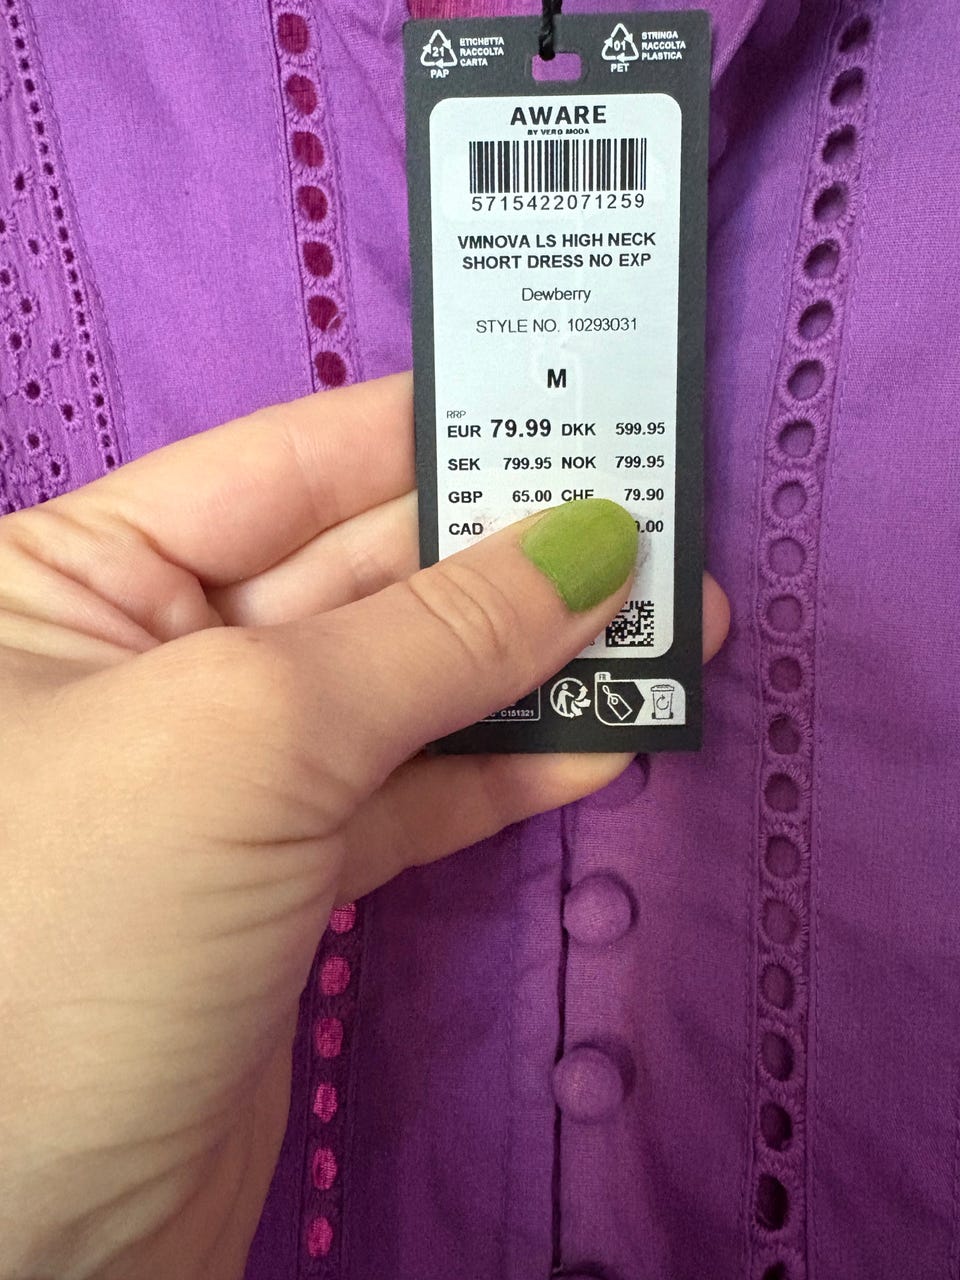 21
PAP
ETICHETTA
RACCOLTA
CARTA
01
PET
STRINGA
RACCOLTA
PLASTICA
AWARE
BY VERO MODA
5715422071259
VMNOVA LS HIGH NECK
SHORT DRESS NO EXP
Dewberry
STYLE NO. 10293031
M
RRP
EUR 79.99 DKK 599.95
SEK 799.95 NOK 799.95
GBP 65.00 CHF 79.90
CAD .00
C151321
FR